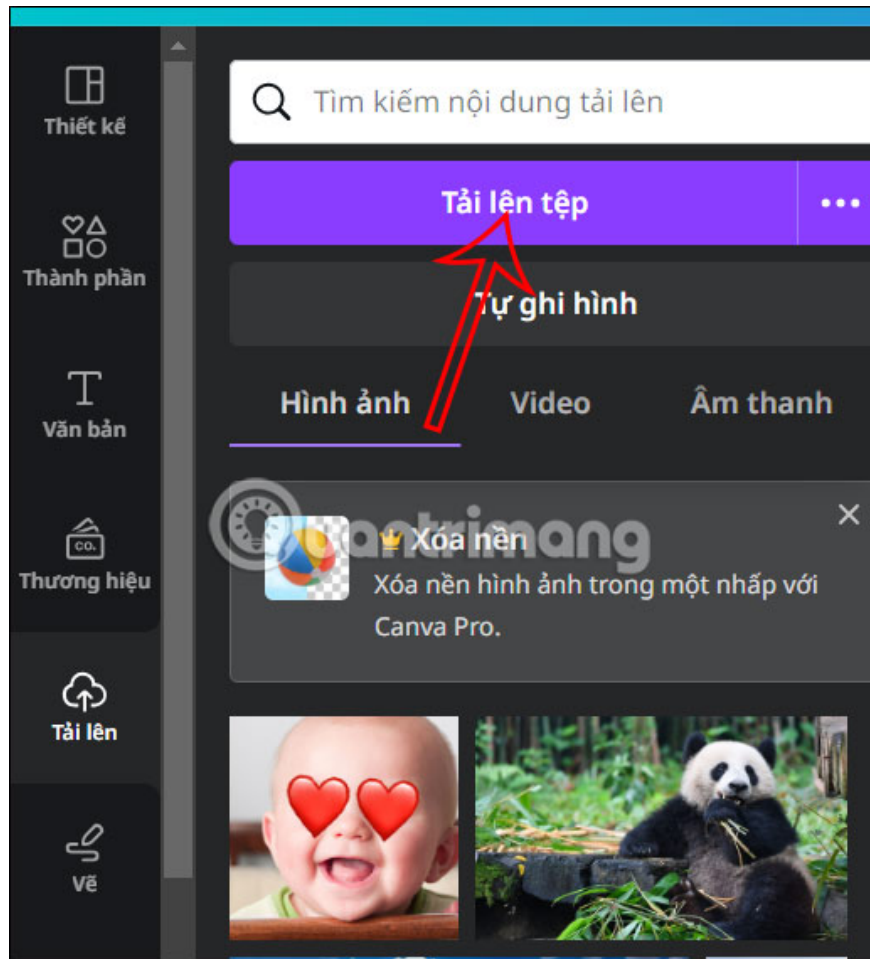 Thiết kế
Thành phần
Văn bản
CO.
Thương hiệu
Tải lên
Vẽ
Tìm kiếm nội dung tải lên
Tải lên tệp
Tự ghi hình
Hình ảnh Video Âm thanh
uantrimang
Xóa nền
Xóa nền hình ảnh trong một nhấp với
Canva Pro.